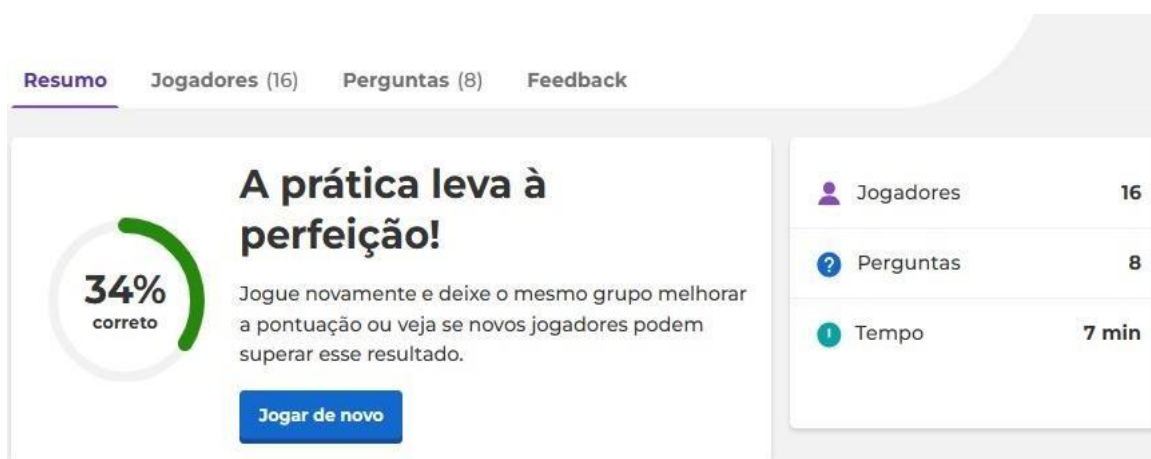 Resumo Jogadores (16) Perguntas (8) Feedback
A prática leva à
perfeição!
34%
correto
Jogue novamente e deixe o mesmo grupo melhorar
a pontuação ou veja se novos jogadores podem
superar esse resultado.
Jogar de novo
Jogadores 16
Perguntas 8
Tempo 7 min